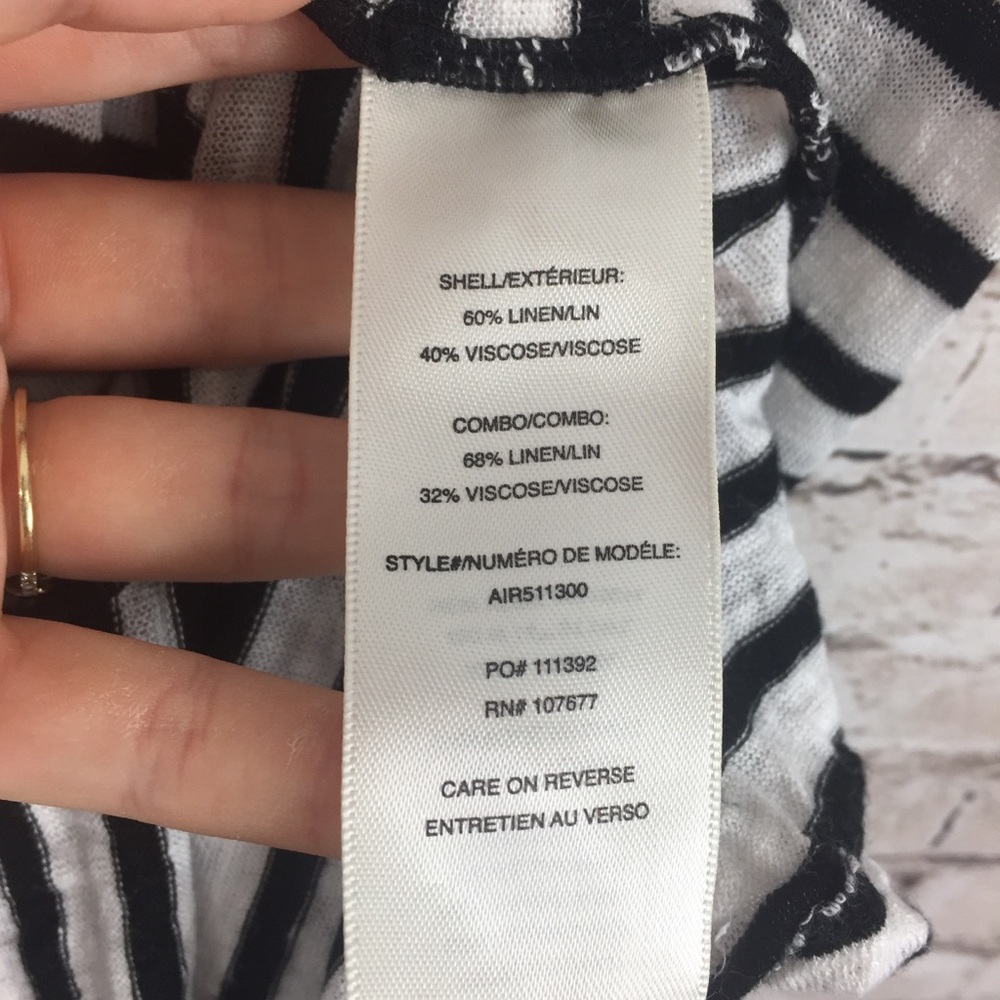 SHELL/EXTÉRIEUR:
60% LINEN/LIN
40% VISCOSE/VISCOSE
COMBO/COMBO:
68% LINEN/LIN
32% VISCOSE/VISCOSE
STYLE#/NUMÉRO DE MODÉLE:
AIR511300
PO# 111392
RN# 107677
CARE ON REVERSE
ENTRETIEN AU VERSO